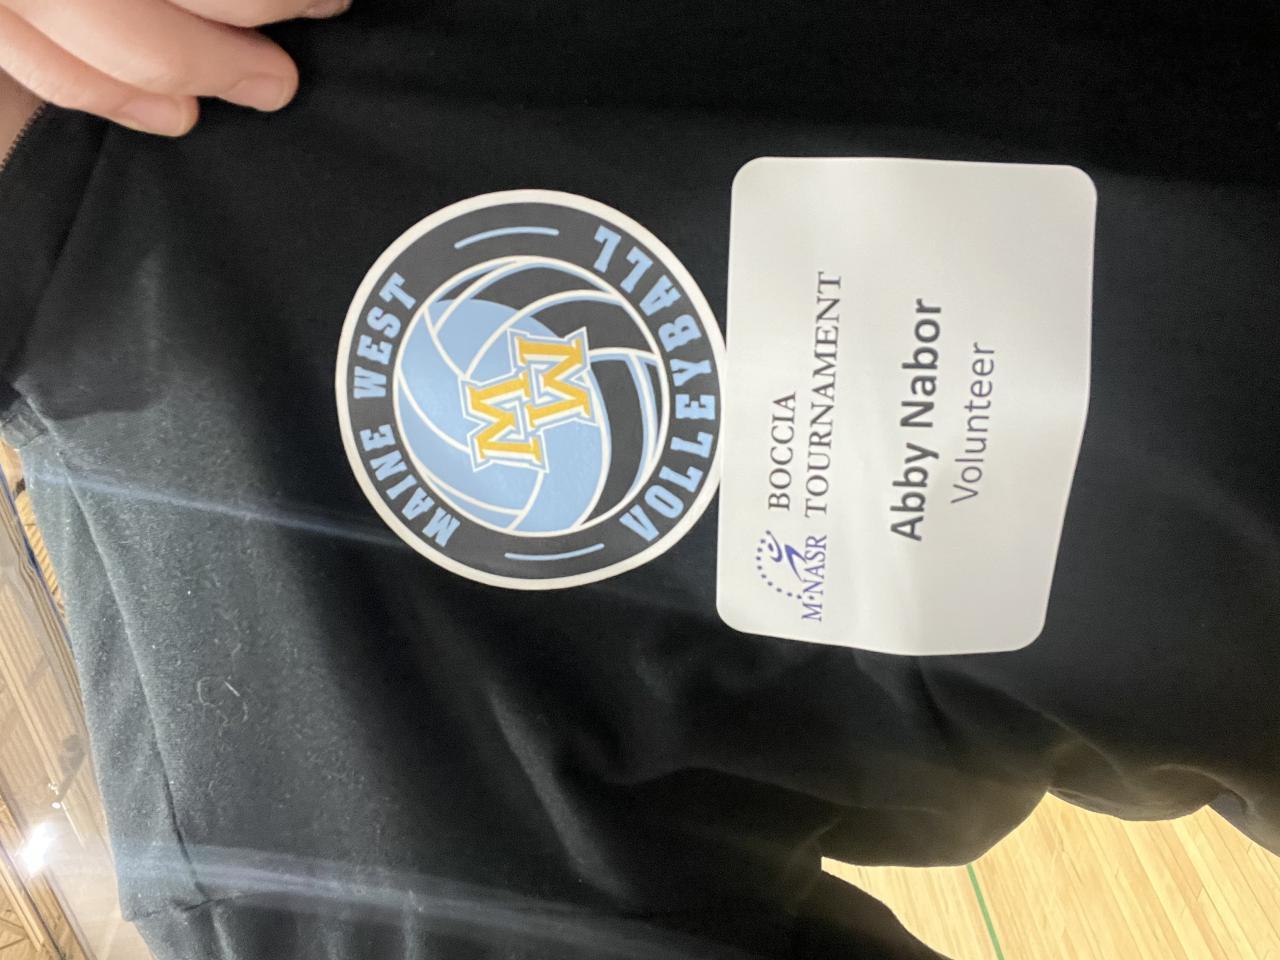 MAINE WEST
MW
VOLLEYBALL
M·NASR
BOCCIA
TOURNAMENT
Abby Nabor
Volunteer